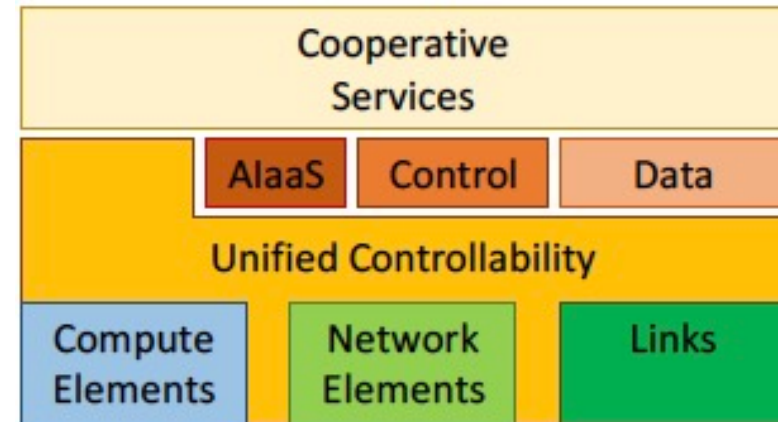 Cooperative
Services
AIaaS Control Data
Unified Controllability
Compute Network Links
Elements Elements